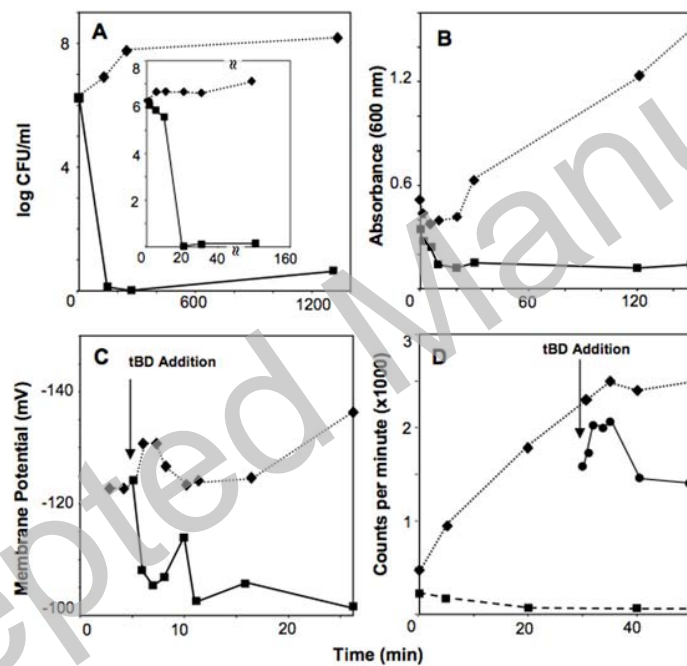 A
8
4
log CFU/ml
8
6
4
2
0
0 20 40 160
0 600 1200
B
1.2
0.6
0
Absorbance (600 nm)
0 60 120
C
tBD Addition
-140
-120
-100
Membrane Potential (mV)
0 10 20
D
tBD Addition
3
2
1
0
Counts per minute (x1000)
0 20 40
Time (min)
epted Manu